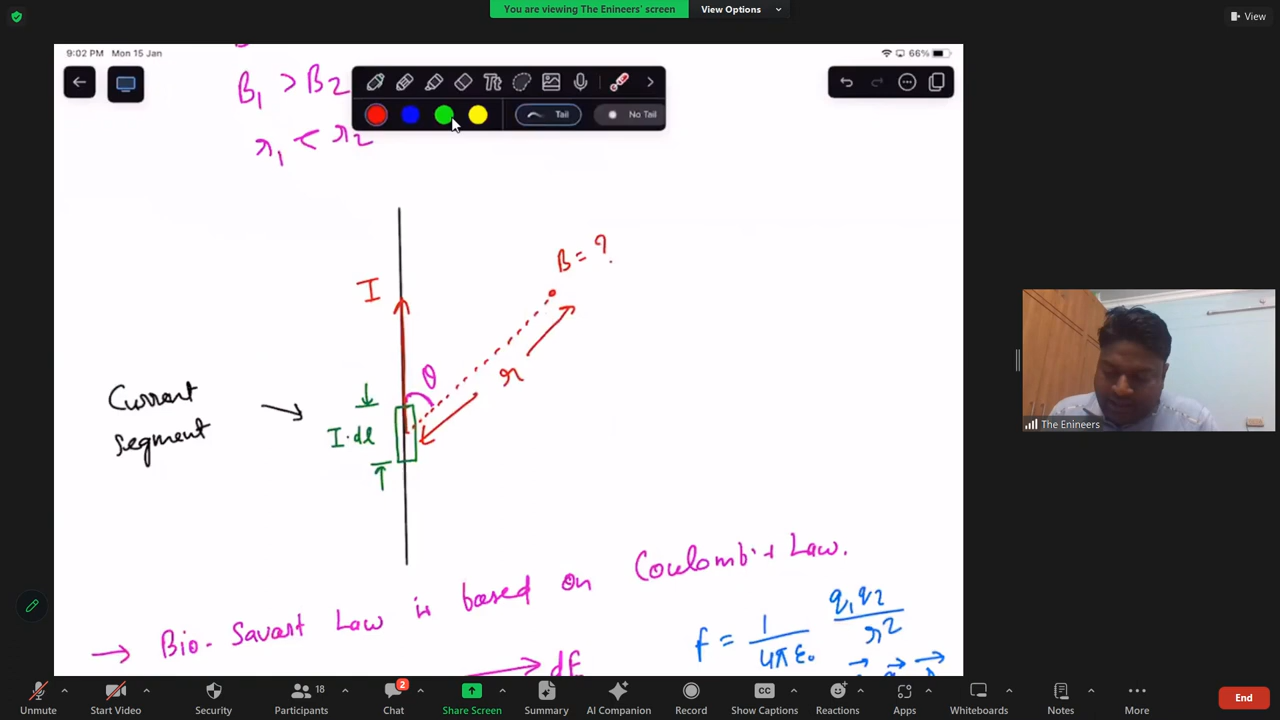 You are viewing The Enineers' screen
View Options
View
9:02 PM Mon 15 Jan
66%
B₁ > B₂
r₁ < r₂
Tail
No Tail
B = ?
I
θ
r
Current
segment
I·dl
→ Bio-Savart Law is based on Coulomb's Law.
f = 1/4πε₀ q₁q₂/r²
dE
The Enineers
Unmute
Start Video
Security
Participants
18
Chat
2
Share Screen
Summary
AI Companion
Record
CC
Show Captions
Reactions
Apps
Whiteboards
Notes
More
End